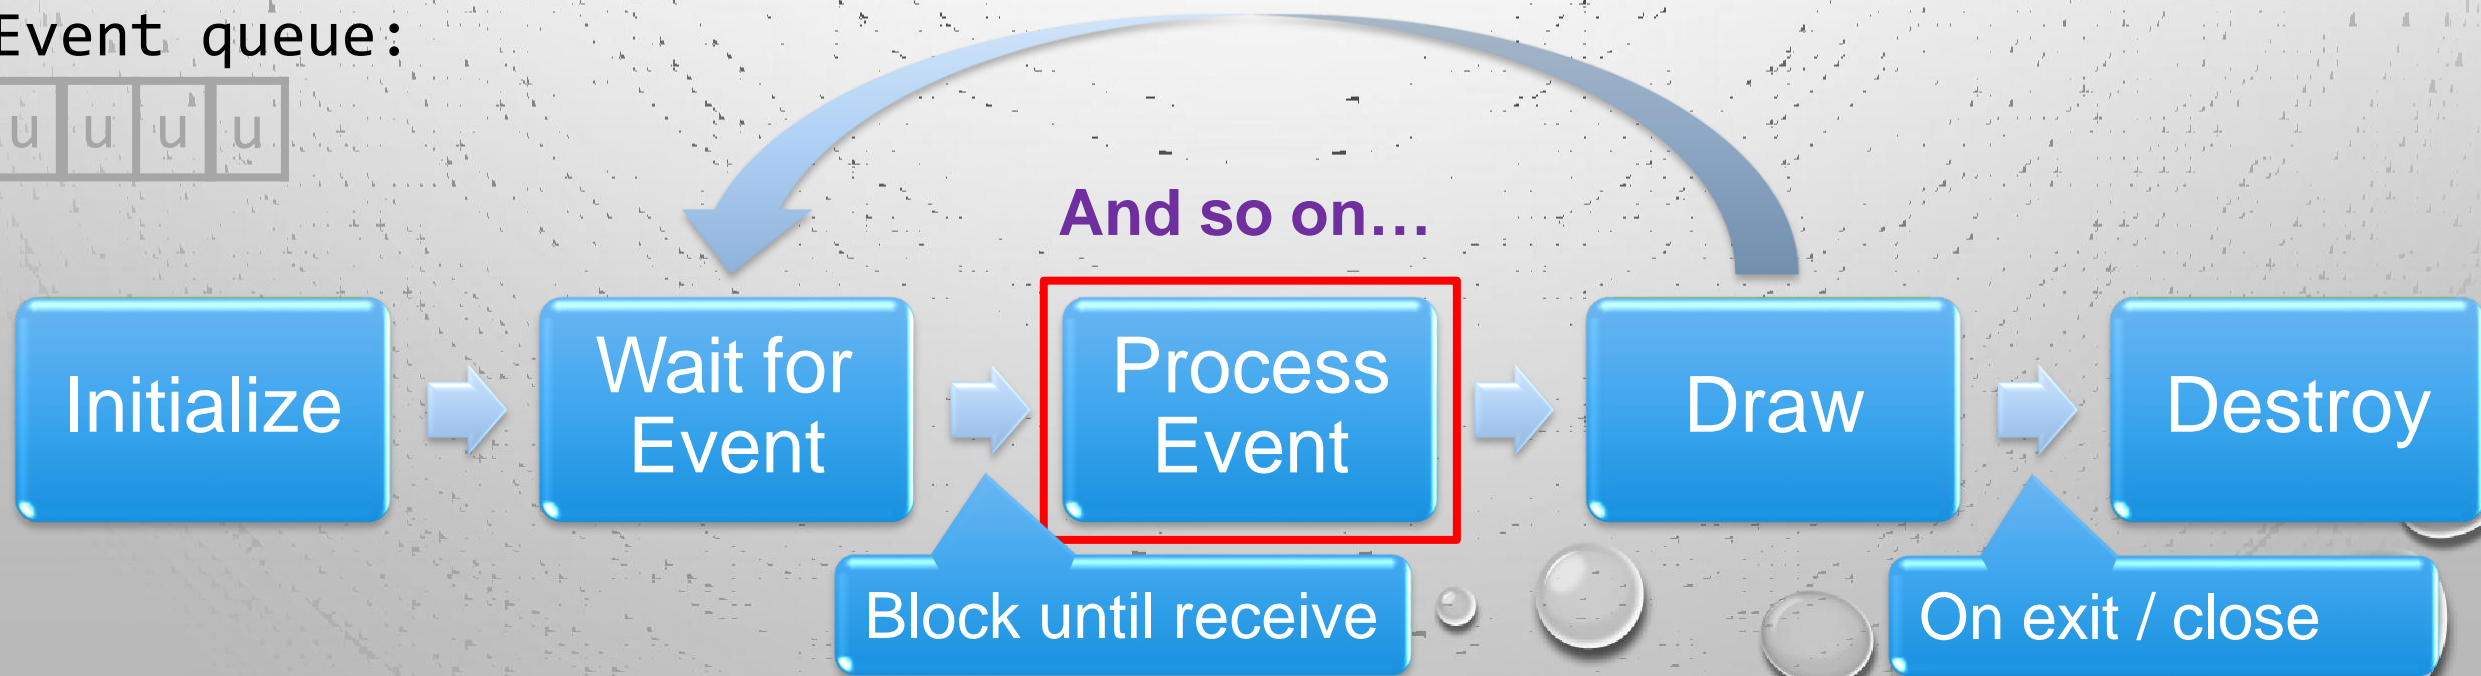 Event queue:
u u u u
And so on...
Initialize
Wait for
Event
Process
Event
Draw
Destroy
Block until receive
On exit / close